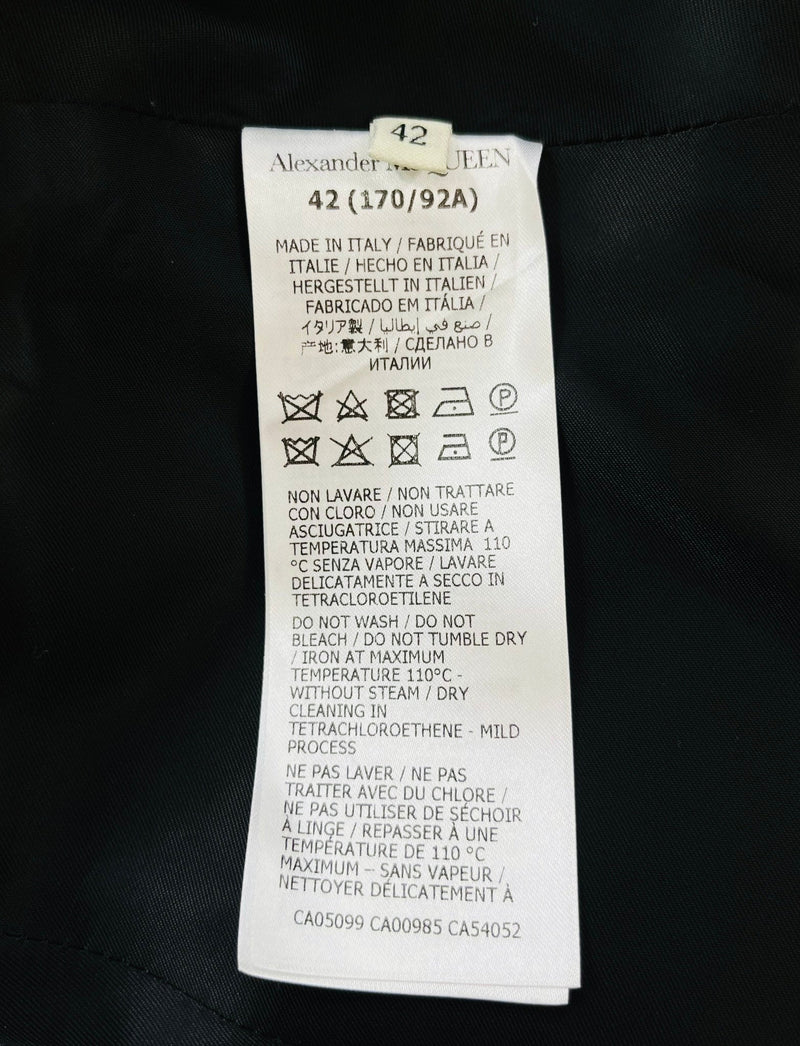 42
Alexander McQUEEN
42 (170/92A)
MADE IN ITALY / FABRIQUÉ EN
ITALIE / HECHO EN ITALIA /
HERGESTELLT IN ITALIEN /
FABRICADO EM ITÁLIA /
イタリア製 / صنع في إيطاليا /
产地:意大利 / СДЕЛАНО В
ИТАЛИИ
P
P
NON LAVARE / NON TRATTARE
CON CLORO / NON USARE
ASCIUGATRICE / STIRARE A
TEMPERATURA MASSIMA 110
°C SENZA VAPORE / LAVARE
DELICATAMENTE A SECCO IN
TETRACLOROETILENE
DO NOT WASH / DO NOT
BLEACH / DO NOT TUMBLE DRY
/ IRON AT MAXIMUM
TEMPERATURE 110°C -
WITHOUT STEAM / DRY
CLEANING IN
TETRACHLOROETHENE - MILD
PROCESS
NE PAS LAVER / NE PAS
TRAITER AVEC DU CHLORE /
NE PAS UTILISER DE SÉCHOIR
À LINGE / REPASSER À UNE
TEMPÉRATURE DE 110 °C
MAXIMUM – SANS VAPEUR /
NETTOYER DÉLICATEMENT À
CA05099 CA00985 CA54052